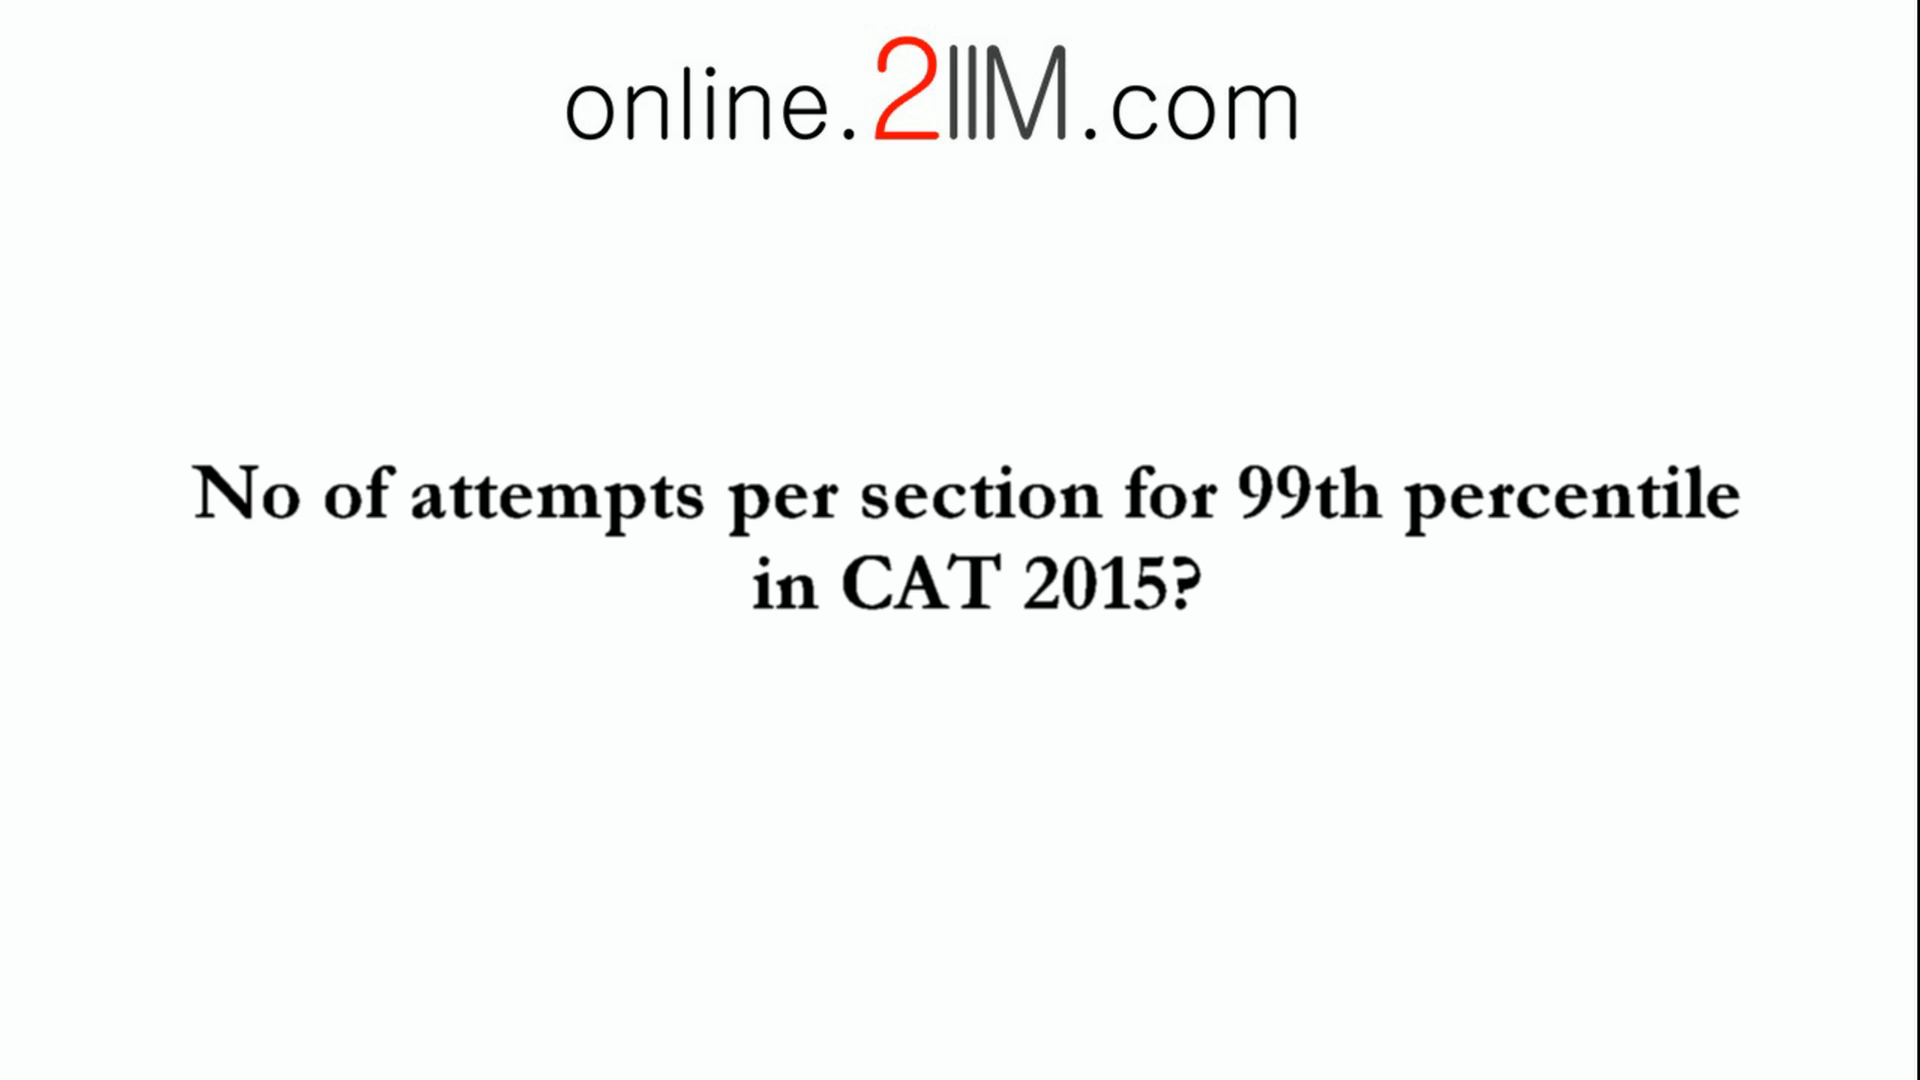 online.2IIM.com
No of attempts per section for 99th percentile
in CAT 2015?